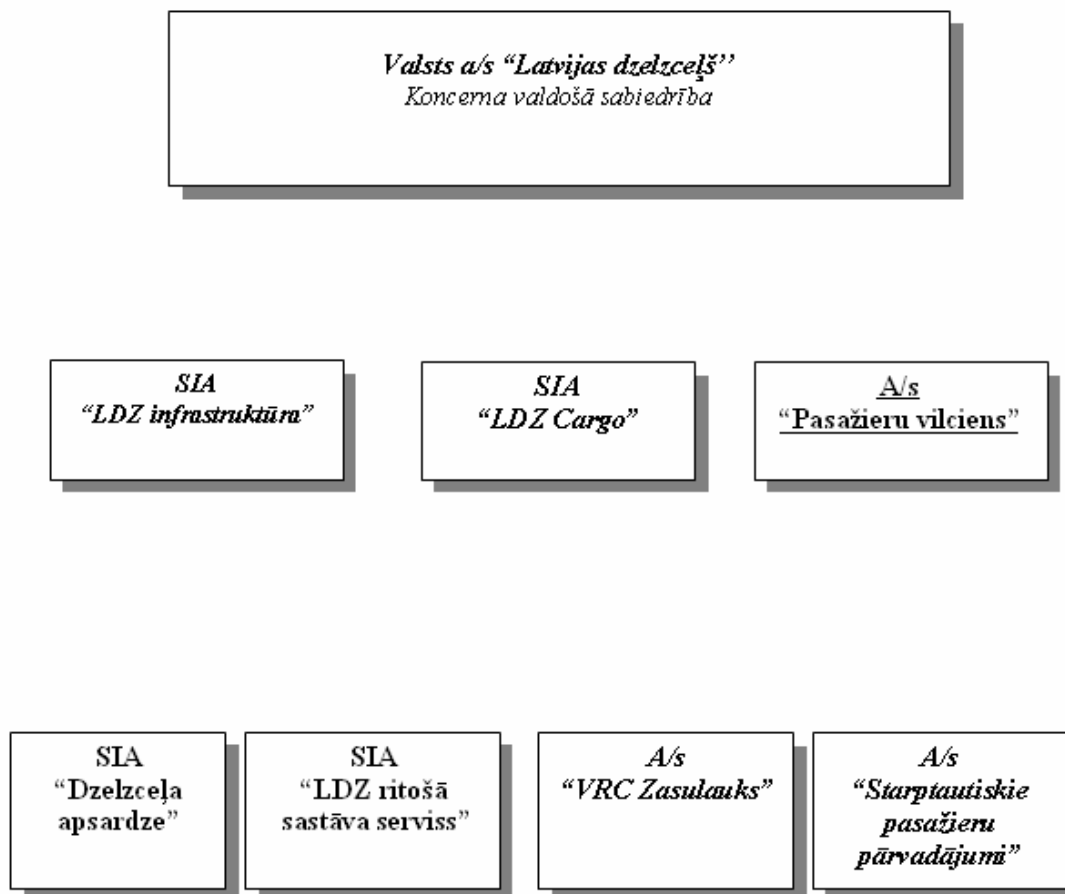 Valsts a/s “Latvijas dzelzceļš’’
Koncerna valdošā sabiedrība
SIA
“LDZ infrastruktūra”
SIA
“LDZ Cargo”
A/s
“Pasažieru vilciens”
SIA
“Dzelzceļa
apsardze”
SIA
“LDZ ritošā
sastāva serviss”
A/s
“VRC Zasulauks”
A/s
“Starptautiskie
pasažieru
pārvadājumi”